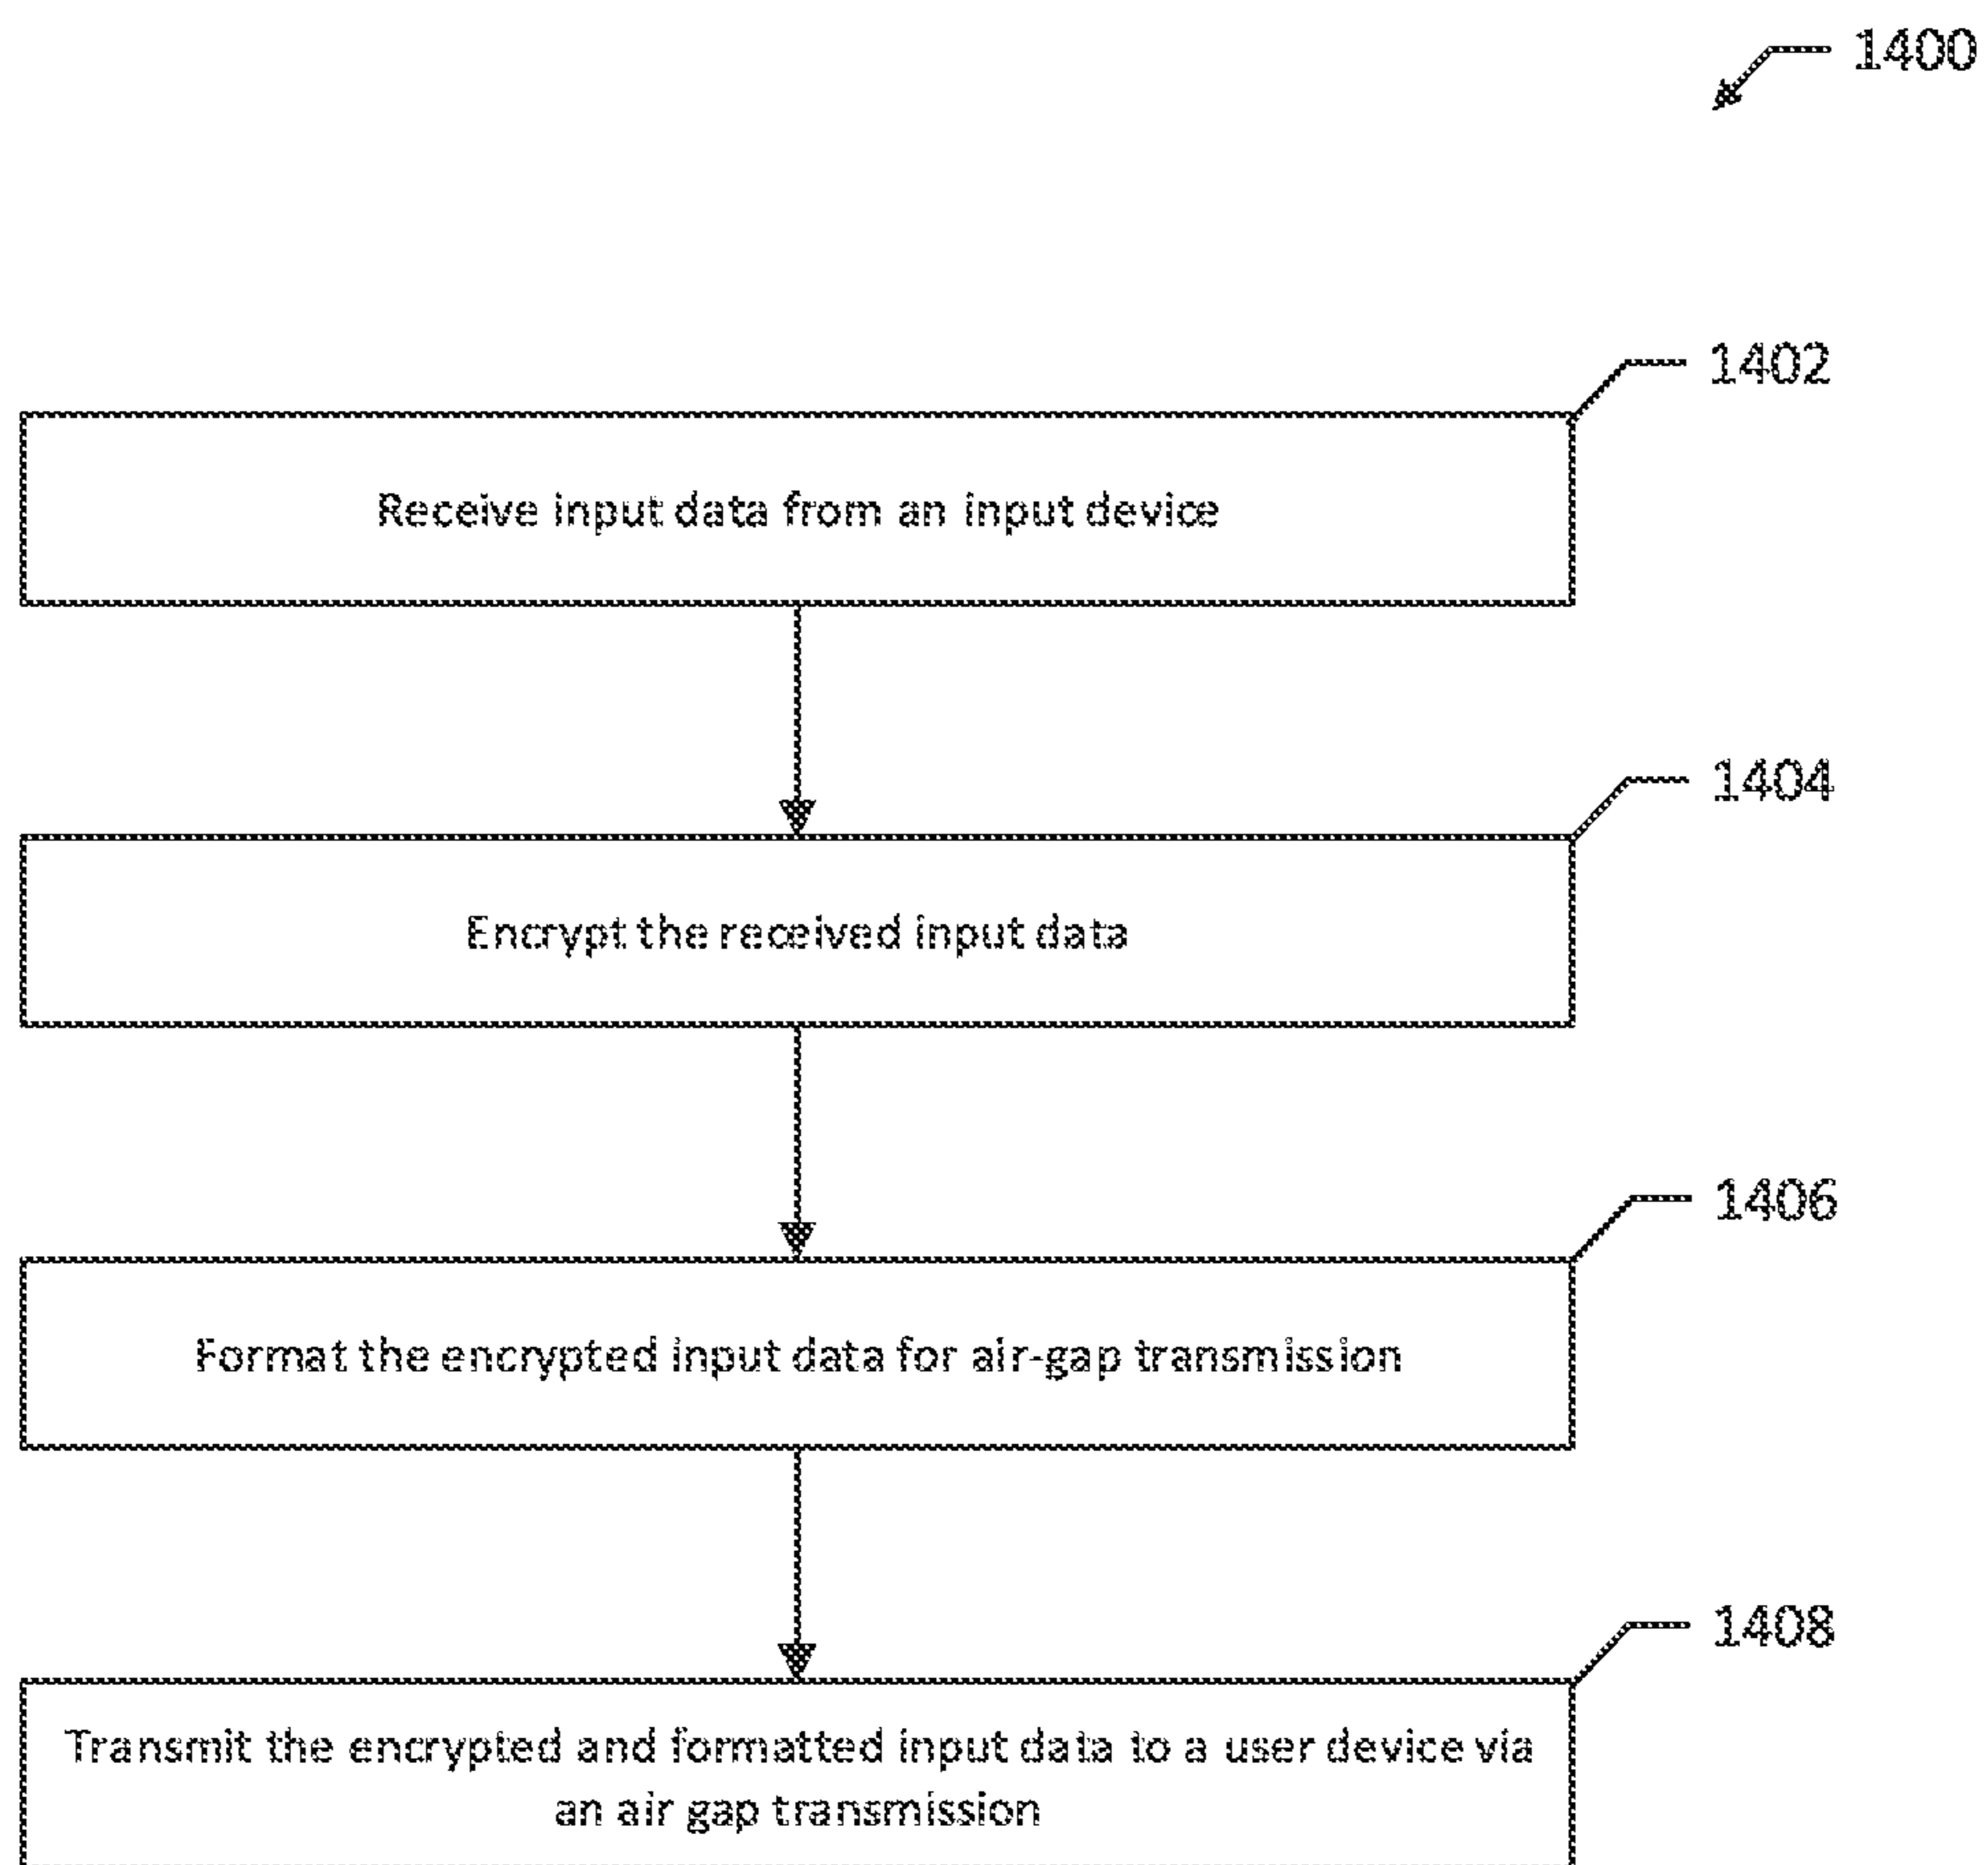 1400
1402
Receive input data from an input device
1404
Encrypt the received input data
1406
Format the encrypted input data for air-gap transmission
1408
Transmit the encrypted and formatted input data to a user device via
an air gap transmission